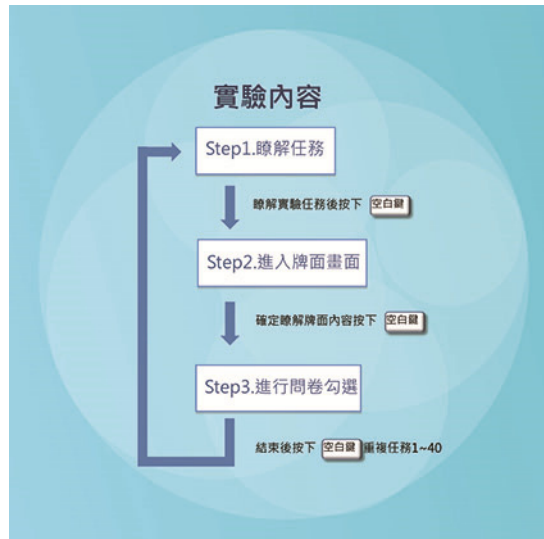 實驗內容
Step1.瞭解任務
瞭解實驗任務後按下 空白鍵
Step2.進入牌面畫面
確定瞭解牌面內容按下 空白鍵
Step3.進行問卷勾選
結束後按下 空白鍵 重複任務1~40